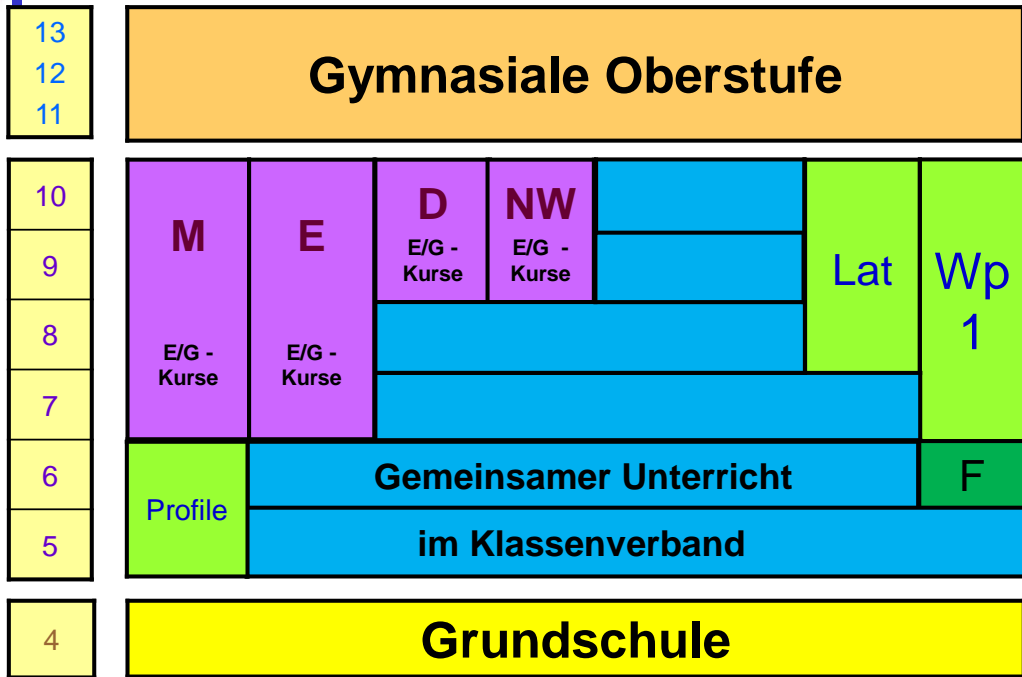 13
12
11
Gymnasiale Oberstufe
10
9
8
7
6
5
M
E/G -
Kurse
E
E/G -
Kurse
D
E/G -
Kurse
NW
E/G -
Kurse
Lat
Wp
1
Profile
Gemeinsamer Unterricht
F
im Klassenverband
4
Grundschule